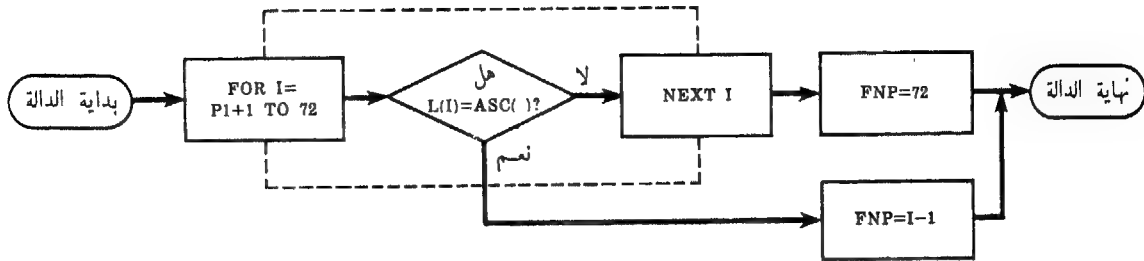 بداية الدالة
FOR I=
P1+1 TO 72
هل
L(I)=ASC( )?
لا
نعم
NEXT I
FNP=72
نهاية الدالة
FNP=I-1